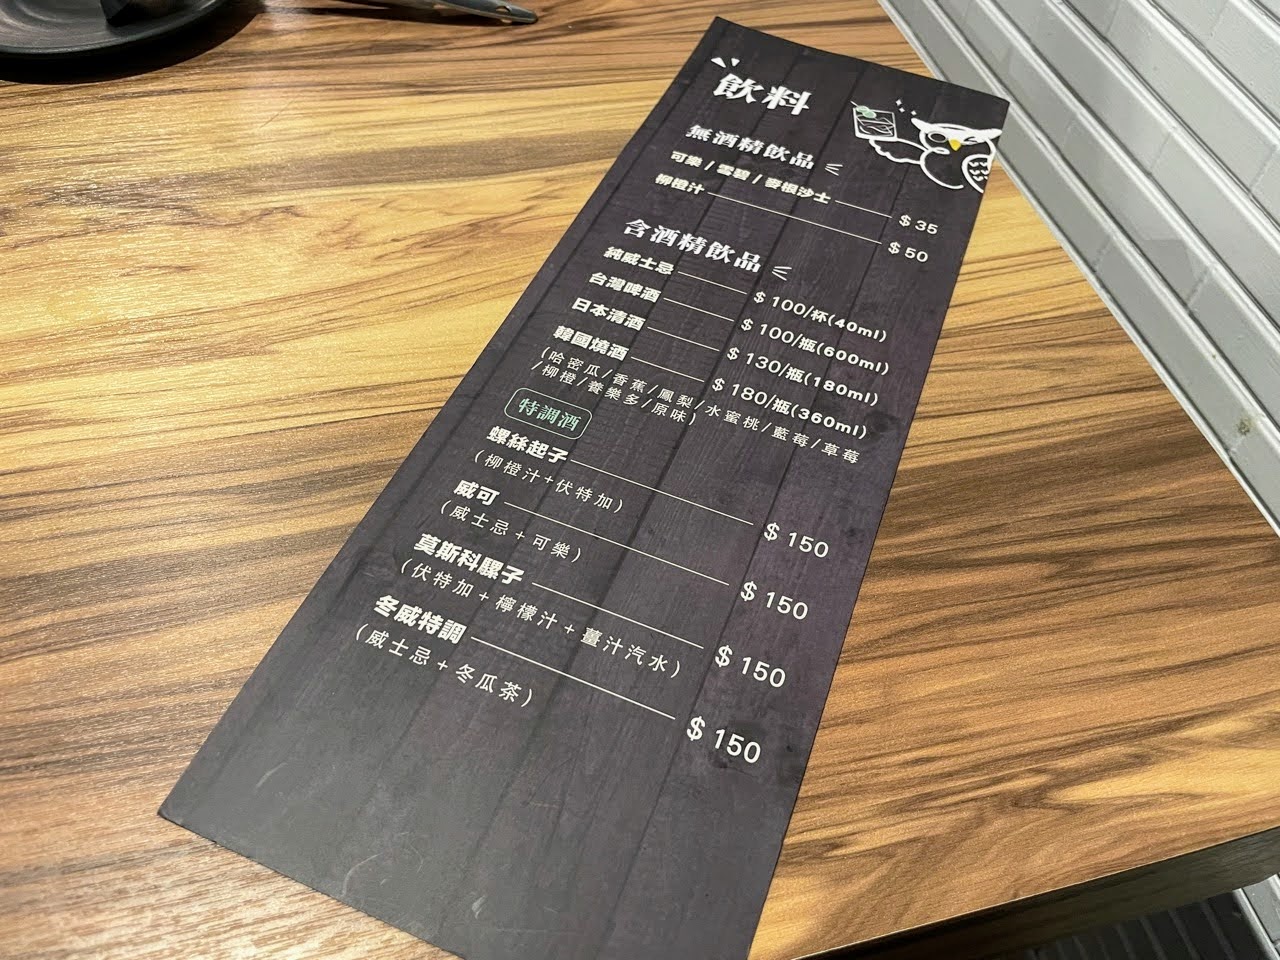 飲料
無酒精飲品
可樂/雪碧/麥根沙士 $35
柳橙汁 $50
含酒精飲品
純威士忌 $100/杯(40ml)
台灣啤酒 $100/瓶(600ml)
日本清酒 $130/瓶(180ml)
韓國燒酒 $180/瓶(360ml)
(哈密瓜/香蕉/鳳梨/水蜜桃/藍莓/草莓
/柳橙/養樂多/原味)
特調酒
螺絲起子 $150
(柳橙汁+伏特加)
威可 $150
(威士忌+可樂)
莫斯科騾子 $150
(伏特加+檸檬汁+薑汁汽水)
冬威特調 $150
(威士忌+冬瓜茶)